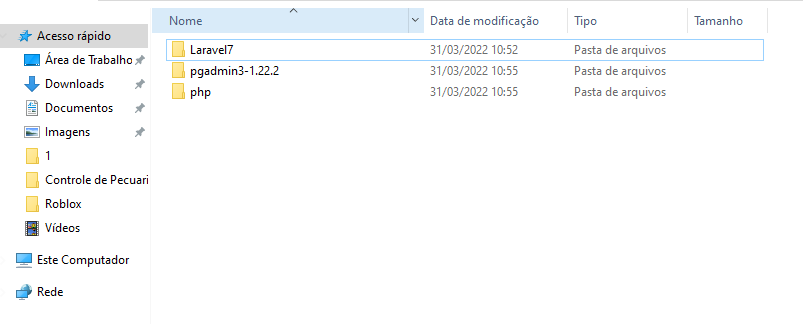 Nome Data de modificação Tipo Tamanho
Acesso rápido
Área de Trabalho
Downloads
Documentos
Imagens
1
Controle de Pecuari
Roblox
Vídeos
Este Computador
Rede
Laravel7 31/03/2022 10:52 Pasta de arquivos
pgadmin3-1.22.2 31/03/2022 10:55 Pasta de arquivos
php 31/03/2022 10:55 Pasta de arquivos